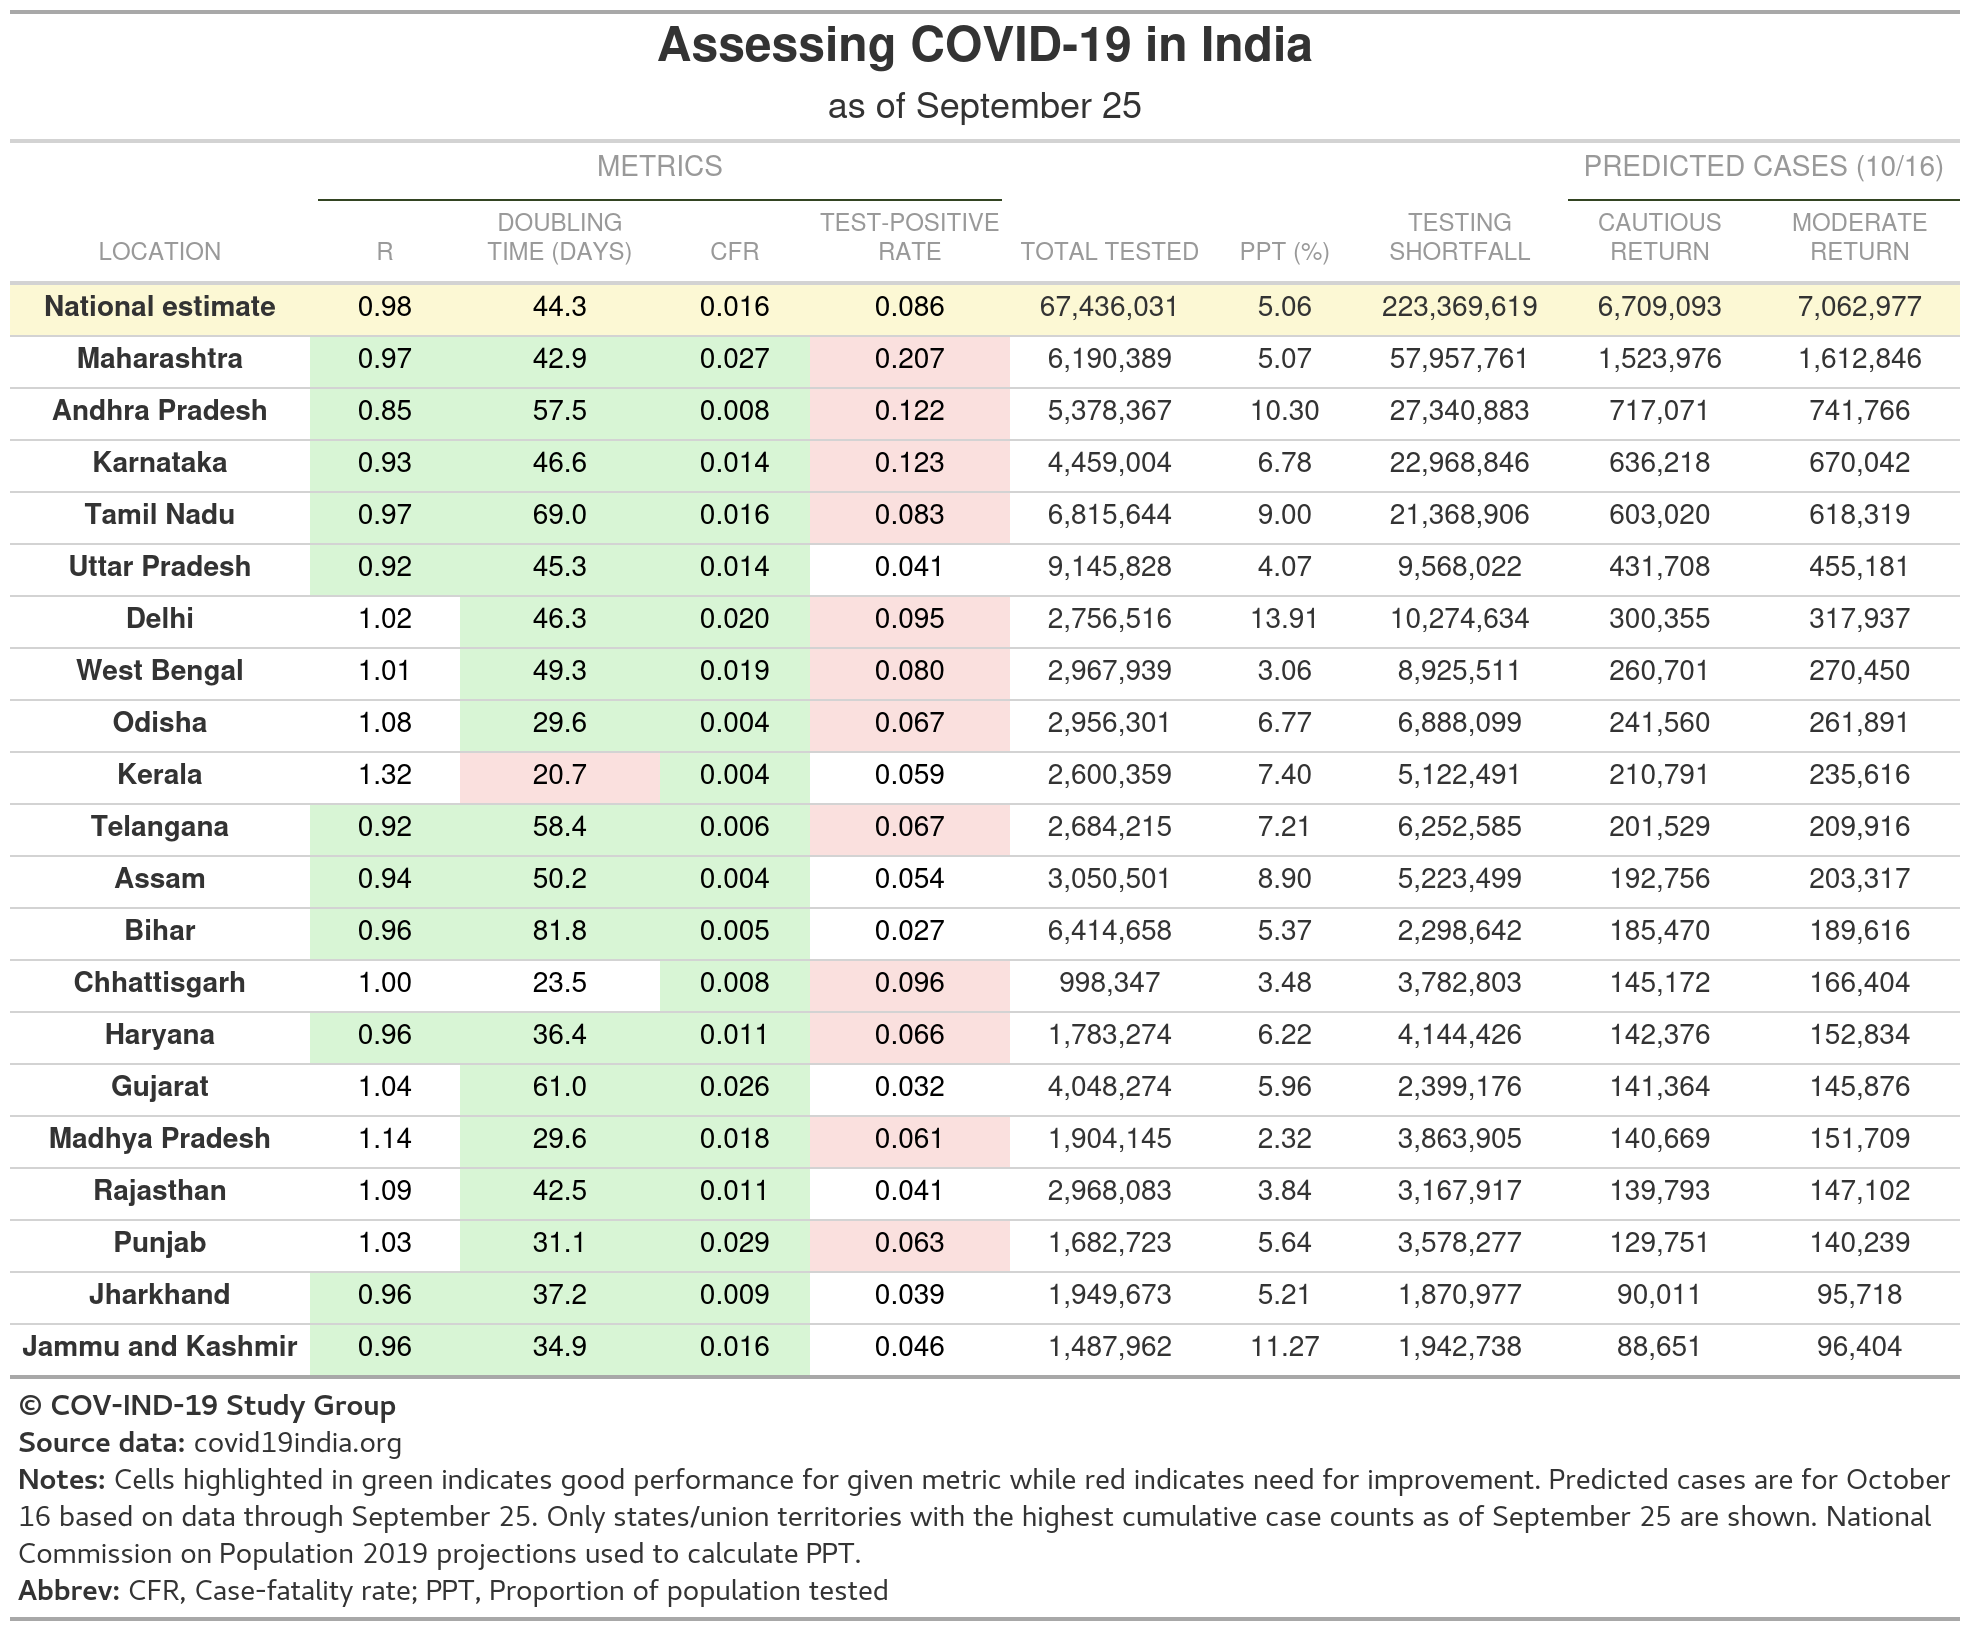 Assessing COVID-19 in India
as of September 25
METRICS PREDICTED CASES (10/16)
LOCATION R DOUBLING TIME (DAYS) CFR TEST-POSITIVE RATE TOTAL TESTED PPT (%) TESTING SHORTFALL CAUTIOUS RETURN MODERATE RETURN
National estimate 0.98 44.3 0.016 0.086 67,436,031 5.06 223,369,619 6,709,093 7,062,977
Maharashtra 0.97 42.9 0.027 0.207 6,190,389 5.07 57,957,761 1,523,976 1,612,846
Andhra Pradesh 0.85 57.5 0.008 0.122 5,378,367 10.30 27,340,883 717,071 741,766
Karnataka 0.93 46.6 0.014 0.123 4,459,004 6.78 22,968,846 636,218 670,042
Tamil Nadu 0.97 69.0 0.016 0.083 6,815,644 9.00 21,368,906 603,020 618,319
Uttar Pradesh 0.92 45.3 0.014 0.041 9,145,828 4.07 9,568,022 431,708 455,181
Delhi 1.02 46.3 0.020 0.095 2,756,516 13.91 10,274,634 300,355 317,937
West Bengal 1.01 49.3 0.019 0.080 2,967,939 3.06 8,925,511 260,701 270,450
Odisha 1.08 29.6 0.004 0.067 2,956,301 6.77 6,888,099 241,560 261,891
Kerala 1.32 20.7 0.004 0.059 2,600,359 7.40 5,122,491 210,791 235,616
Telangana 0.92 58.4 0.006 0.067 2,684,215 7.21 6,252,585 201,529 209,916
Assam 0.94 50.2 0.004 0.054 3,050,501 8.90 5,223,499 192,756 203,317
Bihar 0.96 81.8 0.005 0.027 6,414,658 5.37 2,298,642 185,470 189,616
Chhattisgarh 1.00 23.5 0.008 0.096 998,347 3.48 3,782,803 145,172 166,404
Haryana 0.96 36.4 0.011 0.066 1,783,274 6.22 4,144,426 142,376 152,834
Gujarat 1.04 61.0 0.026 0.032 4,048,274 5.96 2,399,176 141,364 145,876
Madhya Pradesh 1.14 29.6 0.018 0.061 1,904,145 2.32 3,863,905 140,669 151,709
Rajasthan 1.09 42.5 0.011 0.041 2,968,083 3.84 3,167,917 139,793 147,102
Punjab 1.03 31.1 0.029 0.063 1,682,723 5.64 3,578,277 129,751 140,239
Jharkhand 0.96 37.2 0.009 0.039 1,949,673 5.21 1,870,977 90,011 95,718
Jammu and Kashmir 0.96 34.9 0.016 0.046 1,487,962 11.27 1,942,738 88,651 96,404
© COV-IND-19 Study Group
Source data: covid19india.org
Notes: Cells highlighted in green indicates good performance for given metric while red indicates need for improvement. Predicted cases are for October
16 based on data through September 25. Only states/union territories with the highest cumulative case counts as of September 25 are shown. National
Commission on Population 2019 projections used to calculate PPT.
Abbrev: CFR, Case-fatality rate; PPT, Proportion of population tested